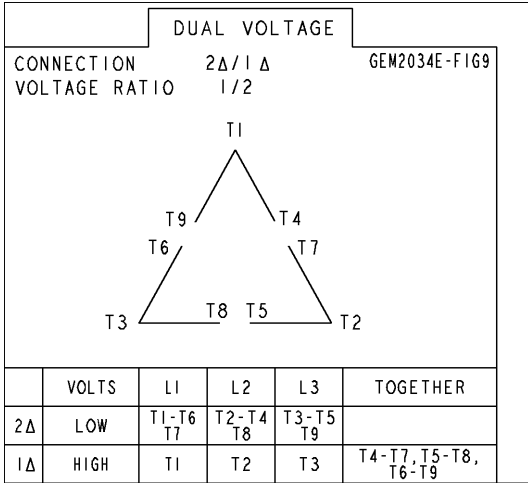 DUAL VOLTAGE
CONNECTION 2Δ/1Δ GEM2034E-FIG9
VOLTAGE RATIO 1/2
T1
T9 T4
T6 T7
T8 T5
T3 T2
VOLTS L1 L2 L3 TOGETHER
2Δ LOW T1-T6 T7 T2-T4 T8 T3-T5 T9
1Δ HIGH T1 T2 T3 T4-T7,T5-T8, T6-T9